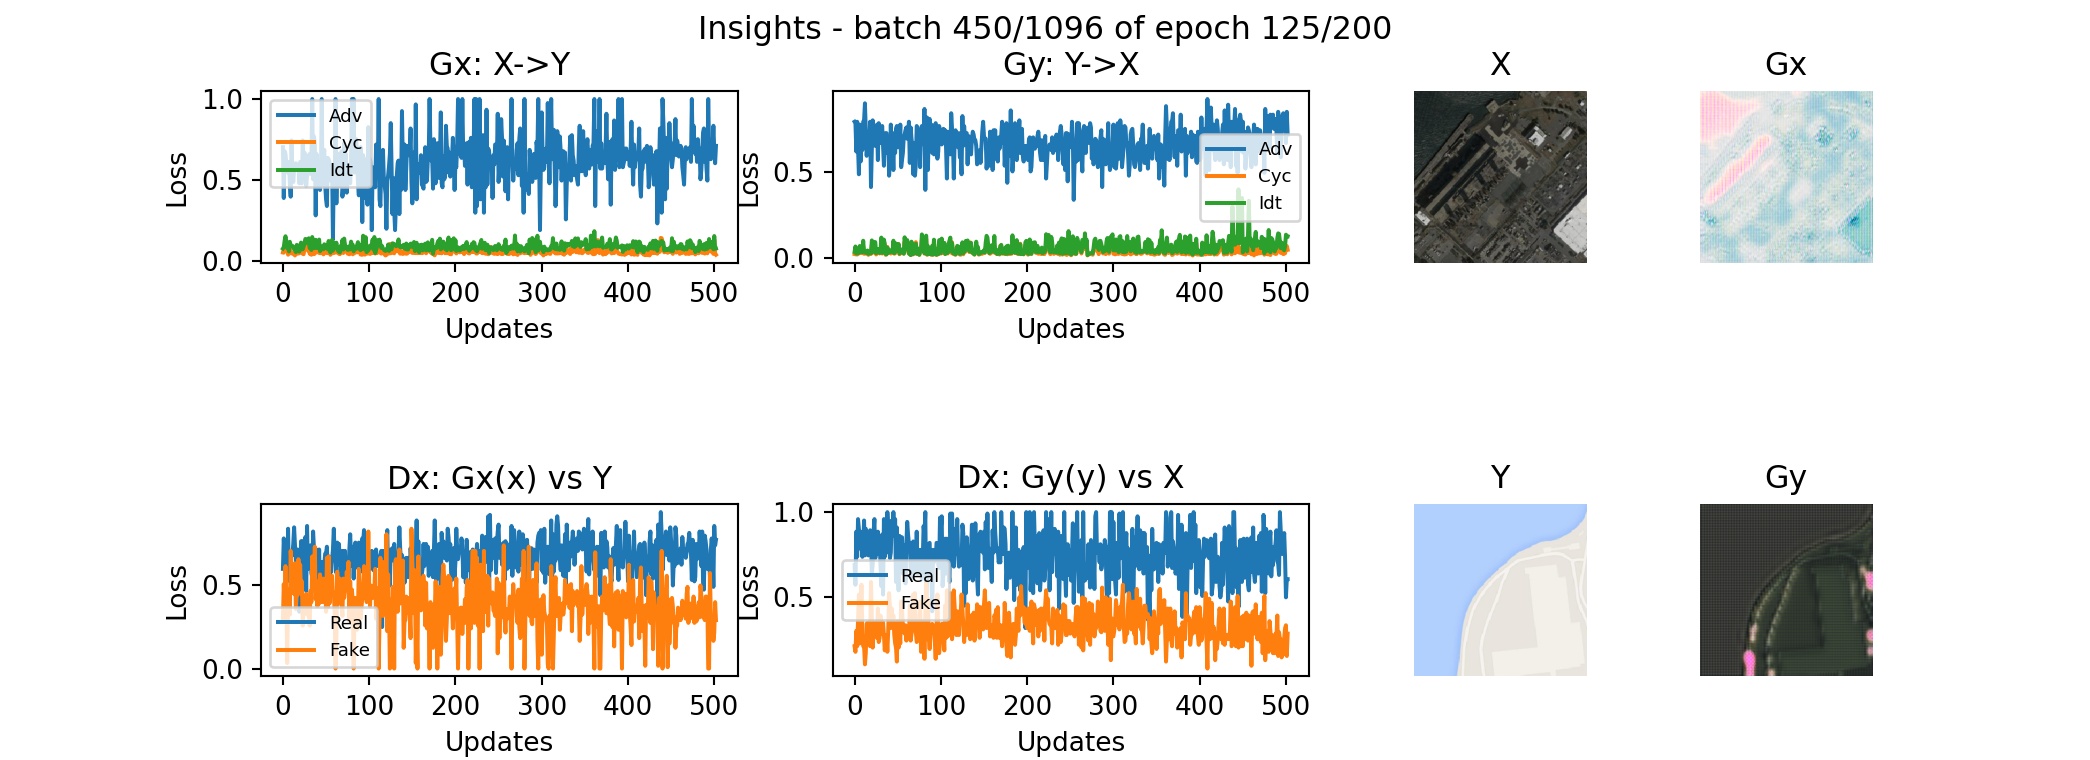 Insights - batch 450/1096 of epoch 125/200
Gx: X->Y
Gy: Y->X
X
Gx
1.0
0.5
0.0
Loss
Adv
Cyc
Idt
0 100 200 300 400 500
Updates
0.5
0.0
Loss
Adv
Cyc
Idt
0 100 200 300 400 500
Updates
Dx: Gx(x) vs Y
Dx: Gy(y) vs X
Y
Gy
0.5
0.0
Loss
Real
Fake
0 100 200 300 400 500
Updates
1.0
0.5
Loss
Real
Fake
0 100 200 300 400 500
Updates